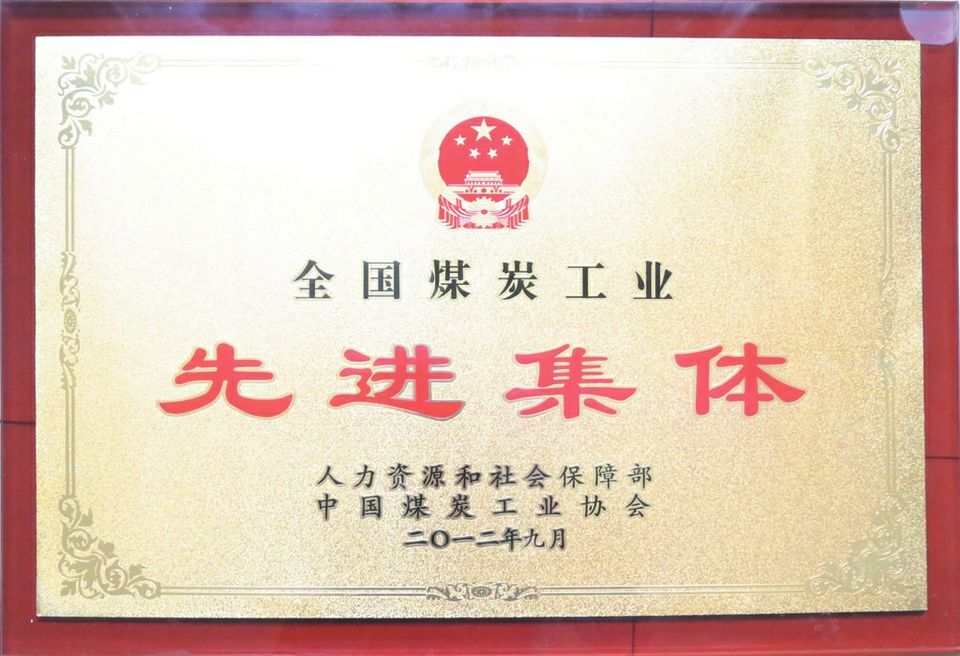 全国煤炭工业
先进集体
人力资源和社会保障部
中国煤炭工业协会
二〇一二年九月